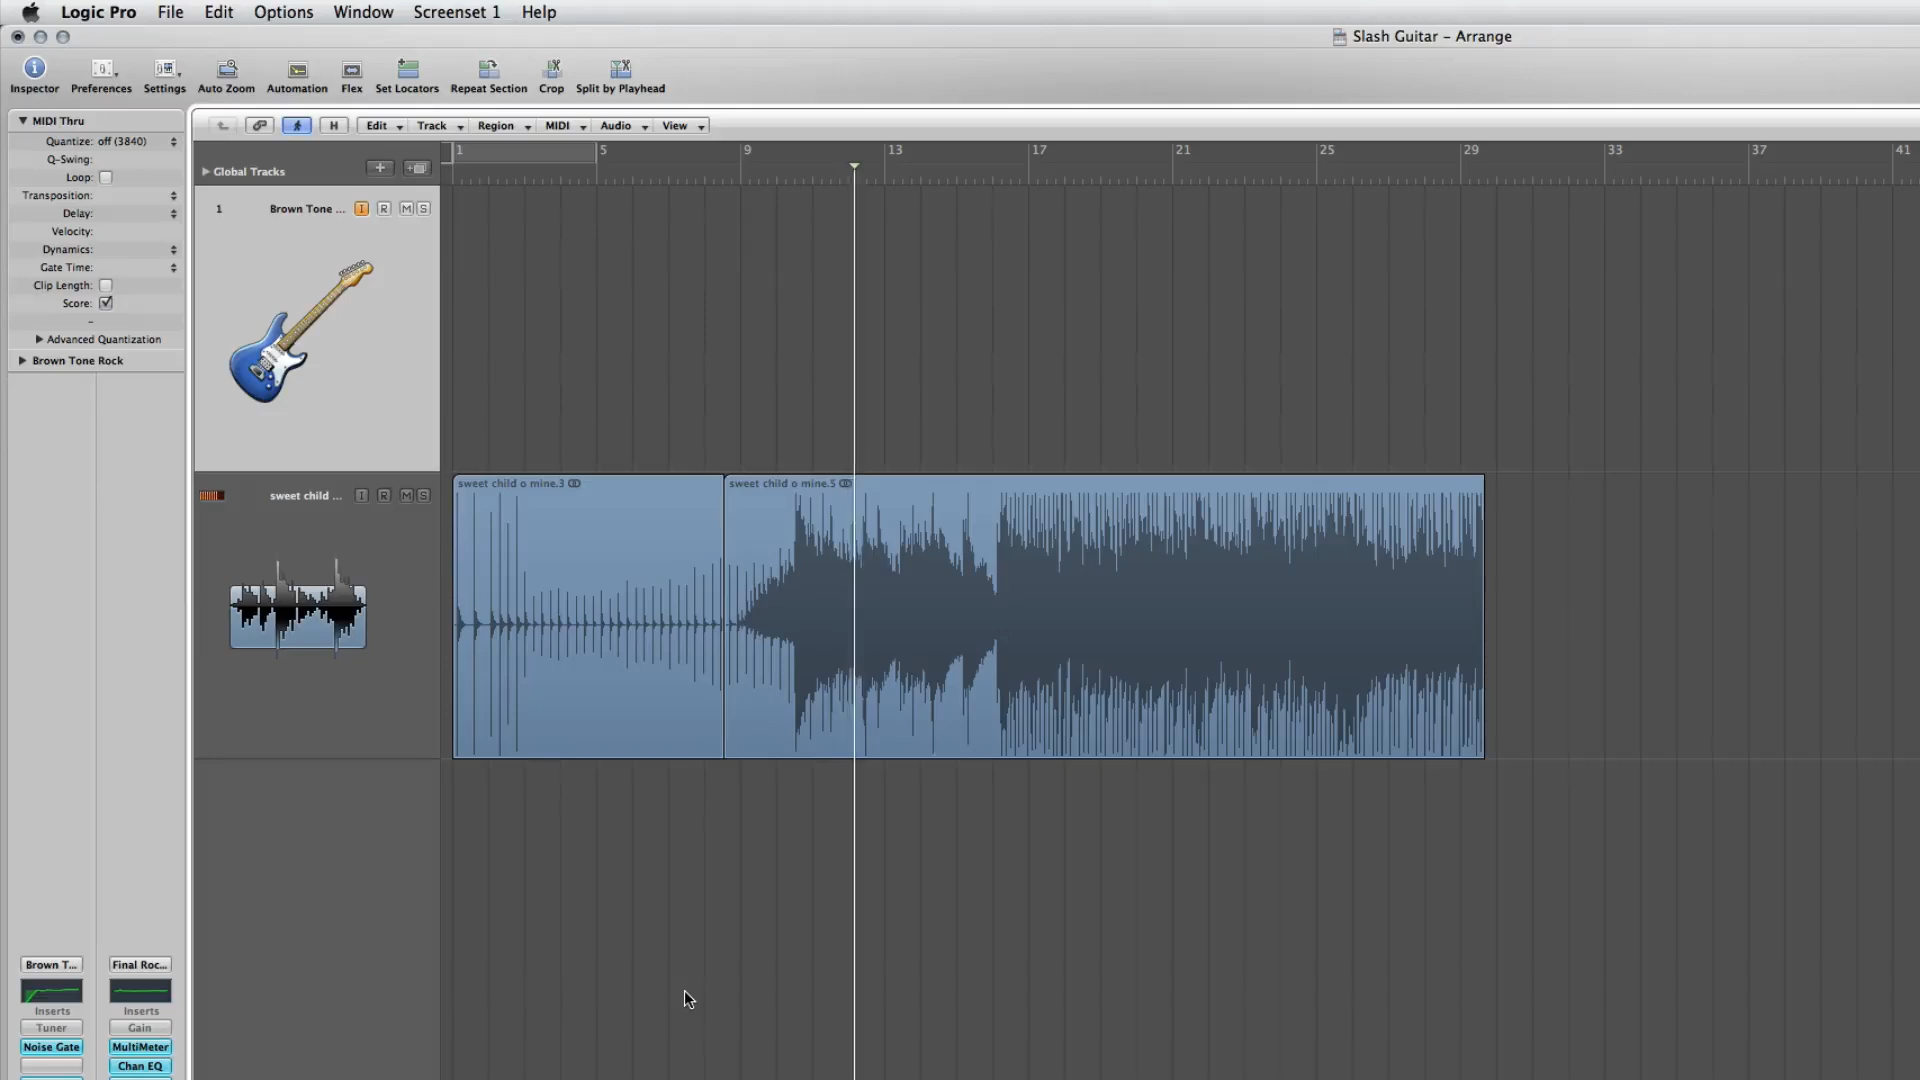 Logic Pro File Edit Options Window Screenset 1 Help
Slash Guitar - Arrange
Inspector Preferences Settings Auto Zoom Automation Flex Set Locators Repeat Section Crop Split by Playhead
MIDI Thru
H Edit Track Region MIDI Audio View
Quantize: off (3840)
Q-Swing:
Loop:
Transposition:
Delay:
Velocity:
Dynamics:
Gate Time:
Clip Length:
Score:
-
Advanced Quantization
Brown Tone Rock
Global Tracks
1 5 9 13 17 21 25 29 33 37 41
1 Brown Tone ... I R M S
sweet child ... I R M S
sweet child o mine.3
sweet child o mine.5
Brown T... Final Roc...
Inserts Inserts
Tuner Gain
Noise Gate MultiMeter
Chan EQ